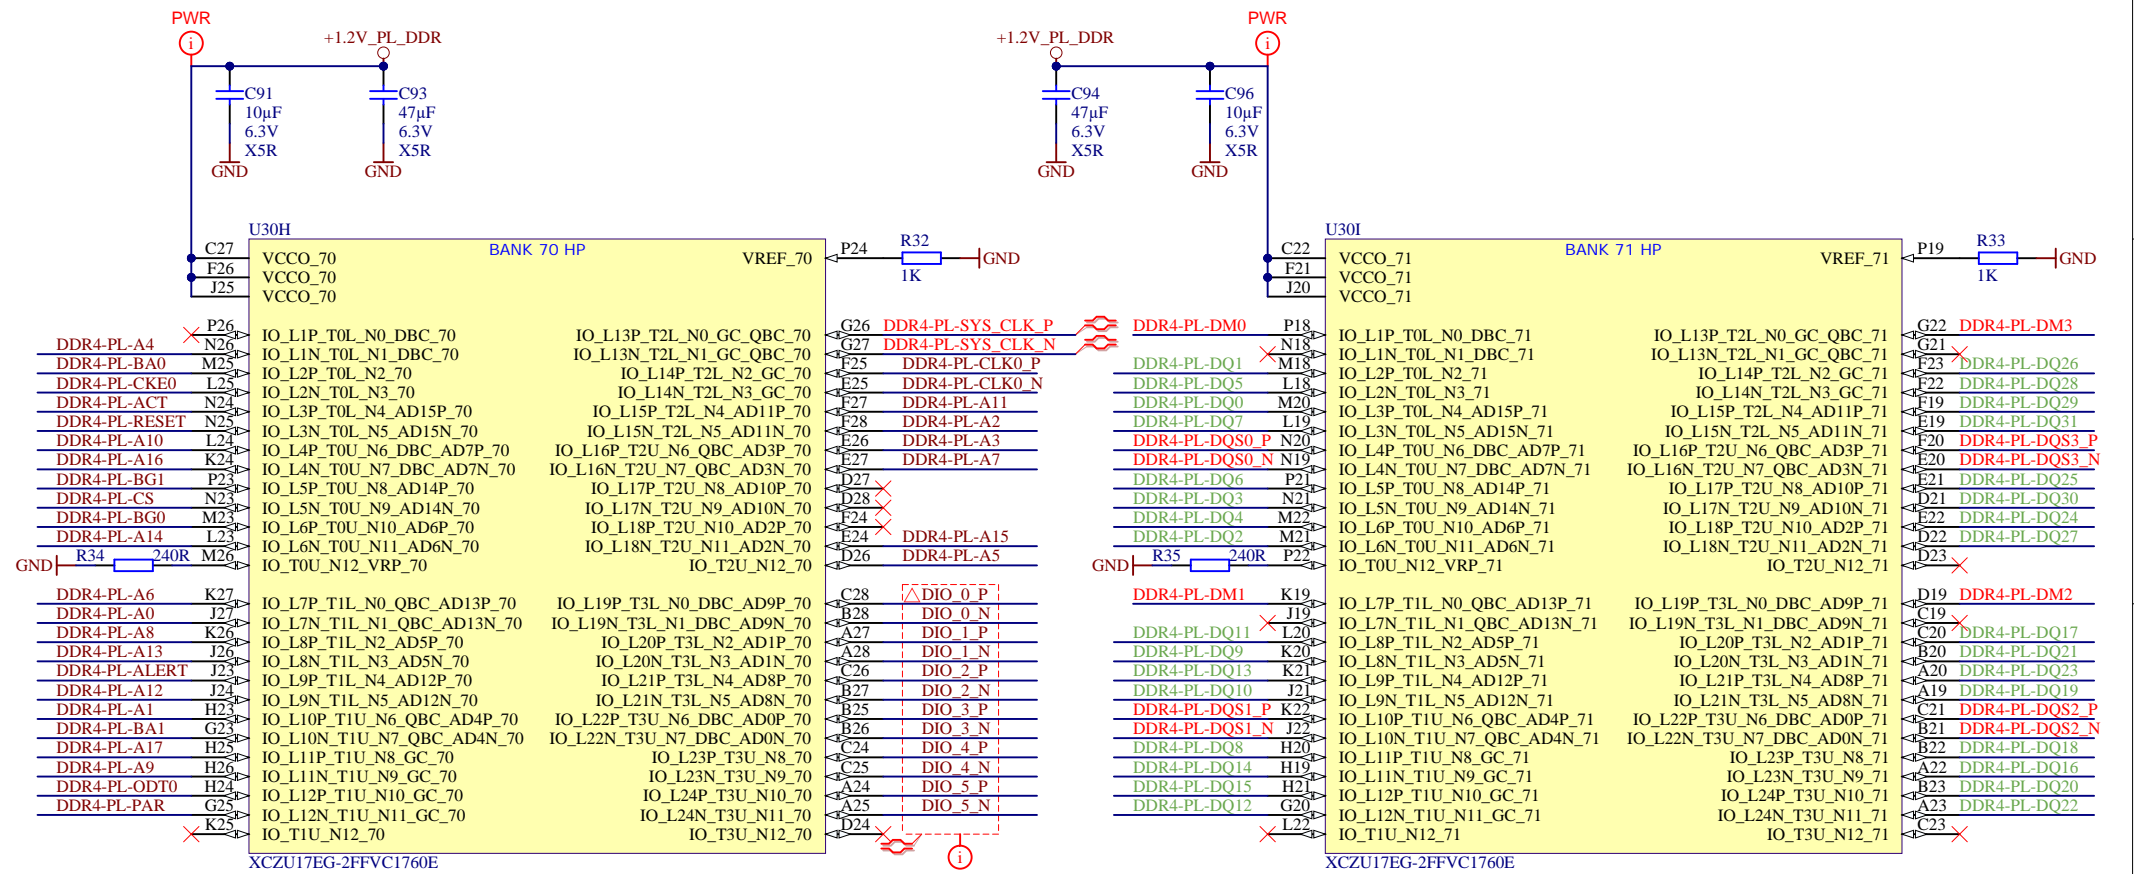 PWR
+1.2V_PL_DDR
C91
10µF
6.3V
X5R
GND
C93
47µF
6.3V
X5R
GND
U30H
BANK 70 HP
C27 VCCO_70
F26 VCCO_70
J25 VCCO_70
VREF_70 P24 R32 1K GND
P26 IO_L1P_T0L_N0_DBC_70
DDR4-PL-A4 N26 IO_L1N_T0L_N1_DBC_70
DDR4-PL-BA0 M25 IO_L2P_T0L_N2_70
DDR4-PL-CKE0 L25 IO_L2N_T0L_N3_70
DDR4-PL-ACT N24 IO_L3P_T0L_N4_AD15P_70
DDR4-PL-RESET N25 IO_L3N_T0L_N5_AD15N_70
DDR4-PL-A10 L24 IO_L4P_T0U_N6_DBC_AD7P_70
DDR4-PL-A16 K24 IO_L4N_T0U_N7_DBC_AD7N_70
DDR4-PL-BG1 P23 IO_L5P_T0U_N8_AD14P_70
DDR4-PL-CS N23 IO_L5N_T0U_N9_AD14N_70
DDR4-PL-BG0 M23 IO_L6P_T0U_N10_AD6P_70
DDR4-PL-A14 L23 IO_L6N_T0U_N11_AD6N_70
GND R34 240R M26 IO_T0U_N12_VRP_70
DDR4-PL-A6 K27 IO_L7P_T1L_N0_QBC_AD13P_70
DDR4-PL-A0 J27 IO_L7N_T1L_N1_QBC_AD13N_70
DDR4-PL-A8 K26 IO_L8P_T1L_N2_AD5P_70
DDR4-PL-A13 J26 IO_L8N_T1L_N3_AD5N_70
DDR4-PL-ALERT J23 IO_L9P_T1L_N4_AD12P_70
DDR4-PL-A12 J24 IO_L9N_T1L_N5_AD12N_70
DDR4-PL-A1 H23 IO_L10P_T1U_N6_QBC_AD4P_70
DDR4-PL-BA1 G23 IO_L10N_T1U_N7_QBC_AD4N_70
DDR4-PL-A17 H25 IO_L11P_T1U_N8_GC_70
DDR4-PL-A9 H26 IO_L11N_T1U_N9_GC_70
DDR4-PL-ODT0 H24 IO_L12P_T1U_N10_GC_70
DDR4-PL-PAR G25 IO_L12N_T1U_N11_GC_70
K25 IO_T1U_N12_70
IO_L13P_T2L_N0_GC_QBC_70 G26 DDR4-PL-SYS_CLK_P
IO_L13N_T2L_N1_GC_QBC_70 G27 DDR4-PL-SYS_CLK_N
IO_L14P_T2L_N2_GC_70 F25 DDR4-PL-CLK0_P
IO_L14N_T2L_N3_GC_70 E25 DDR4-PL-CLK0_N
IO_L15P_T2L_N4_AD11P_70 F27 DDR4-PL-A11
IO_L15N_T2L_N5_AD11N_70 F28 DDR4-PL-A2
IO_L16P_T2U_N6_QBC_AD3P_70 E26 DDR4-PL-A3
IO_L16N_T2U_N7_QBC_AD3N_70 E27 DDR4-PL-A7
IO_L17P_T2U_N8_AD10P_70 D27
IO_L17N_T2U_N9_AD10N_70 D28
IO_L18P_T2U_N10_AD2P_70 F24
IO_L18N_T2U_N11_AD2N_70 E24 DDR4-PL-A15
IO_T2U_N12_70 D26 DDR4-PL-A5
IO_L19P_T3L_N0_DBC_AD9P_70 C28 DIO_0_P
IO_L19N_T3L_N1_DBC_AD9N_70 B28 DIO_0_N
IO_L20P_T3L_N2_AD1P_70 A27 DIO_1_P
IO_L20N_T3L_N3_AD1N_70 A28 DIO_1_N
IO_L21P_T3L_N4_AD8P_70 C26 DIO_2_P
IO_L21N_T3L_N5_AD8N_70 B27 DIO_2_N
IO_L22P_T3U_N6_DBC_AD0P_70 B25 DIO_3_P
IO_L22N_T3U_N7_DBC_AD0N_70 B26 DIO_3_N
IO_L23P_T3U_N8_70 C24 DIO_4_P
IO_L23N_T3U_N9_70 C25 DIO_4_N
IO_L24P_T3U_N10_70 A24 DIO_5_P
IO_L24N_T3U_N11_70 A25 DIO_5_N
IO_T3U_N12_70 D24
i
XCZU17EG-2FFVC1760E
PWR
i
+1.2V_PL_DDR
C94
47µF
6.3V
X5R
GND
C96
10µF
6.3V
X5R
GND
U30I
BANK 71 HP
C22 VCCO_71
F21 VCCO_71
J20 VCCO_71
VREF_71 P19 R33 1K GND
DDR4-PL-DM0 P18 IO_L1P_T0L_N0_DBC_71
N18 IO_L1N_T0L_N1_DBC_71
DDR4-PL-DQ1 M18 IO_L2P_T0L_N2_71
DDR4-PL-DQ5 L18 IO_L2N_T0L_N3_71
DDR4-PL-DQ0 M20 IO_L3P_T0L_N4_AD15P_71
DDR4-PL-DQ7 L19 IO_L3N_T0L_N5_AD15N_71
DDR4-PL-DQS0_P N20 IO_L4P_T0U_N6_DBC_AD7P_71
DDR4-PL-DQS0_N N19 IO_L4N_T0U_N7_DBC_AD7N_71
DDR4-PL-DQ6 P21 IO_L5P_T0U_N8_AD14P_71
DDR4-PL-DQ3 N21 IO_L5N_T0U_N9_AD14N_71
DDR4-PL-DQ4 M22 IO_L6P_T0U_N10_AD6P_71
DDR4-PL-DQ2 M21 IO_L6N_T0U_N11_AD6N_71
GND R35 240R P22 IO_T0U_N12_VRP_71
DDR4-PL-DM1 K19 IO_L7P_T1L_N0_QBC_AD13P_71
J19 IO_L7N_T1L_N1_QBC_AD13N_71
DDR4-PL-DQ11 L20 IO_L8P_T1L_N2_AD5P_71
DDR4-PL-DQ9 K20 IO_L8N_T1L_N3_AD5N_71
DDR4-PL-DQ13 K21 IO_L9P_T1L_N4_AD12P_71
DDR4-PL-DQ10 J21 IO_L9N_T1L_N5_AD12N_71
DDR4-PL-DQS1_P K22 IO_L10P_T1U_N6_QBC_AD4P_71
DDR4-PL-DQS1_N J22 IO_L10N_T1U_N7_QBC_AD4N_71
DDR4-PL-DQ8 H20 IO_L11P_T1U_N8_GC_71
DDR4-PL-DQ14 H19 IO_L11N_T1U_N9_GC_71
DDR4-PL-DQ15 H21 IO_L12P_T1U_N10_GC_71
DDR4-PL-DQ12 G20 IO_L12N_T1U_N11_GC_71
L22 IO_T1U_N12_71
IO_L13P_T2L_N0_GC_QBC_71 G22 DDR4-PL-DM3
IO_L13N_T2L_N1_GC_QBC_71 G21
IO_L14P_T2L_N2_GC_71 F23 DDR4-PL-DQ26
IO_L14N_T2L_N3_GC_71 F22 DDR4-PL-DQ28
IO_L15P_T2L_N4_AD11P_71 F19 DDR4-PL-DQ29
IO_L15N_T2L_N5_AD11N_71 E19 DDR4-PL-DQ31
IO_L16P_T2U_N6_QBC_AD3P_71 F20 DDR4-PL-DQS3_P
IO_L16N_T2U_N7_QBC_AD3N_71 E20 DDR4-PL-DQS3_N
IO_L17P_T2U_N8_AD10P_71 E21 DDR4-PL-DQ25
IO_L17N_T2U_N9_AD10N_71 D21 DDR4-PL-DQ30
IO_L18P_T2U_N10_AD2P_71 E22 DDR4-PL-DQ24
IO_L18N_T2U_N11_AD2N_71 D22 DDR4-PL-DQ27
IO_T2U_N12_71 D23
IO_L19P_T3L_N0_DBC_AD9P_71 D19 DDR4-PL-DM2
IO_L19N_T3L_N1_DBC_AD9N_71 C19
IO_L20P_T3L_N2_AD1P_71 C20 DDR4-PL-DQ17
IO_L20N_T3L_N3_AD1N_71 B20 DDR4-PL-DQ21
IO_L21P_T3L_N4_AD8P_71 A20 DDR4-PL-DQ23
IO_L21N_T3L_N5_AD8N_71 A19 DDR4-PL-DQ19
IO_L22P_T3U_N6_DBC_AD0P_71 C21 DDR4-PL-DQS2_P
IO_L22N_T3U_N7_DBC_AD0N_71 B21 DDR4-PL-DQS2_N
IO_L23P_T3U_N8_71 B22 DDR4-PL-DQ18
IO_L23N_T3U_N9_71 A22 DDR4-PL-DQ16
IO_L24P_T3U_N10_71 B23 DDR4-PL-DQ20
IO_L24N_T3U_N11_71 A23 DDR4-PL-DQ22
IO_T3U_N12_71 C23
XCZU17EG-2FFVC1760E